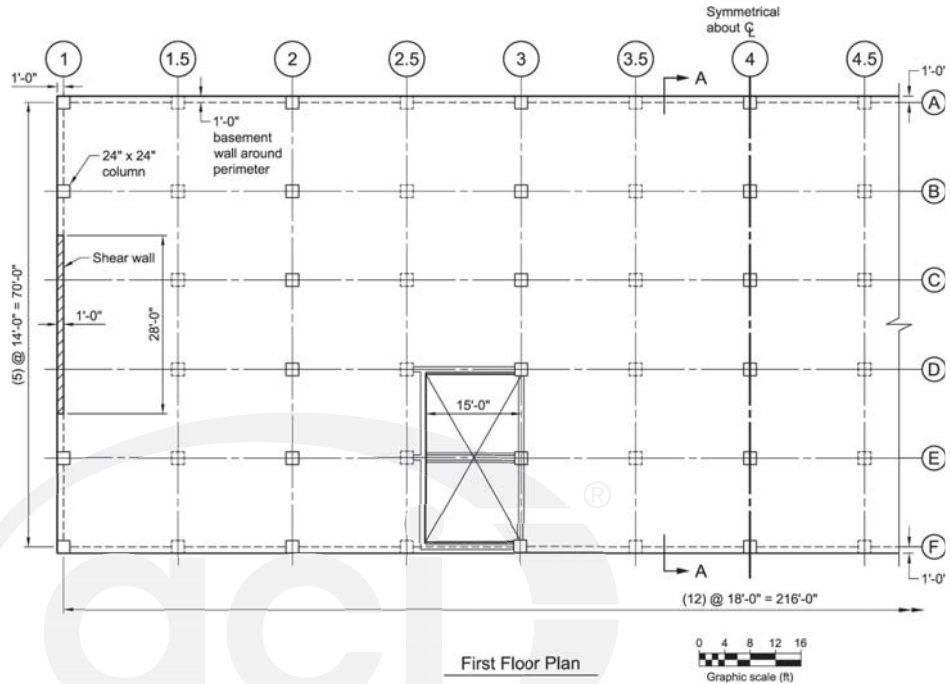 Symmetrical
about ℄
1
1.5
2
2.5
3
3.5
4
4.5
1'-0"
A
1'-0"
A
1'-0"
basement
wall around
perimeter
24" x 24"
column
B
Shear wall
C
(5) @ 14'-0" = 70'-0"
1'-0"
28'-0"
D
15'-0"
E
®
aci
F
A
1'-0"
(12) @ 18'-0" = 216'-0"
First Floor Plan
0 4 8 12 16
Graphic scale (ft)